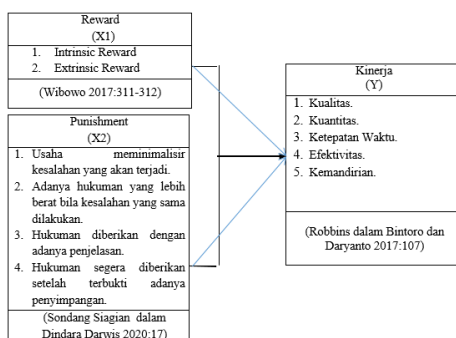 Reward
(X1)
1. Intrinsic Reward
2. Extrinsic Reward
(Wibowo 2017:311-312)
Punishment
(X2)
1. Usaha meminimalisir
kesalahan yang akan terjadi.
2. Adanya hukuman yang lebih
berat bila kesalahan yang sama
dilakukan.
3. Hukuman diberikan dengan
adanya penjelasan.
4. Hukuman segera diberikan
setelah terbukti adanya
penyimpangan.
(Sondang Siagian dalam
Dindara Darwis 2020:17)
Kinerja
(Y)
1. Kualitas.
2. Kuantitas.
3. Ketepatan Waktu.
4. Efektivitas.
5. Kemandirian.
(Robbins dalam Bintoro dan
Daryanto 2017:107)